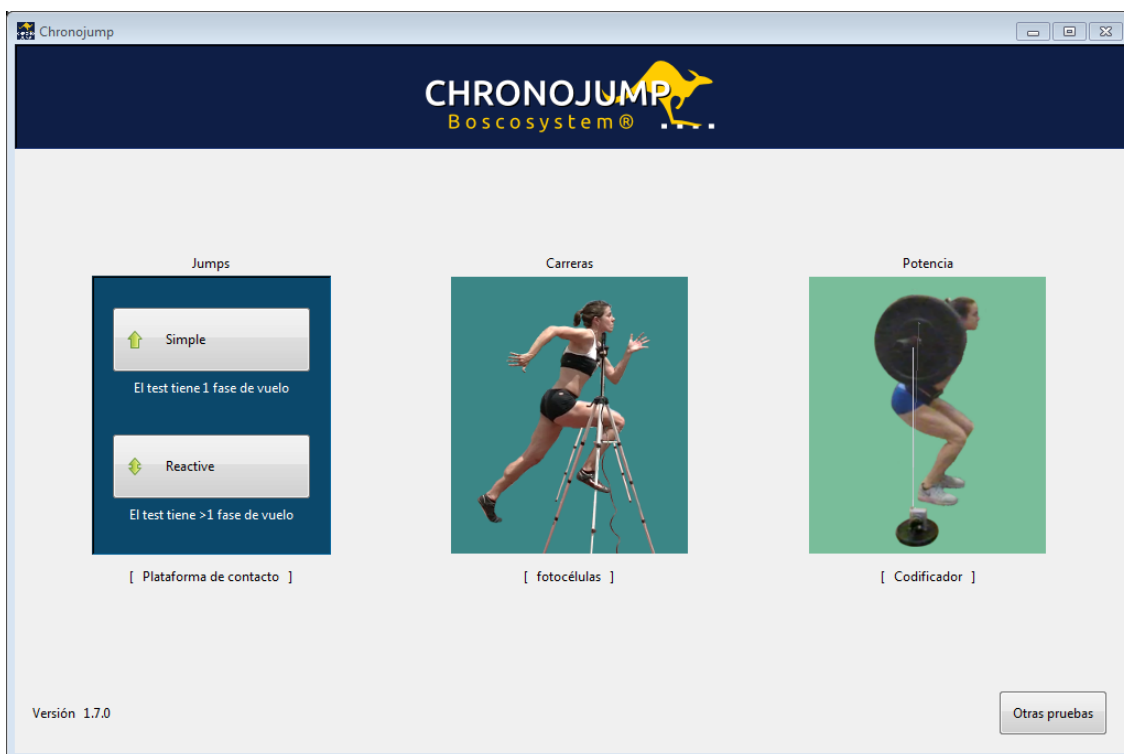 Chronojump
CHRONOJUMP
Boscosystem®
Jumps
Simple
El test tiene 1 fase de vuelo
Reactive
El test tiene >1 fase de vuelo
[ Plataforma de contacto ]
Carreras
[ fotocélulas ]
Potencia
[ Codificador ]
Versión 1.7.0
Otras pruebas